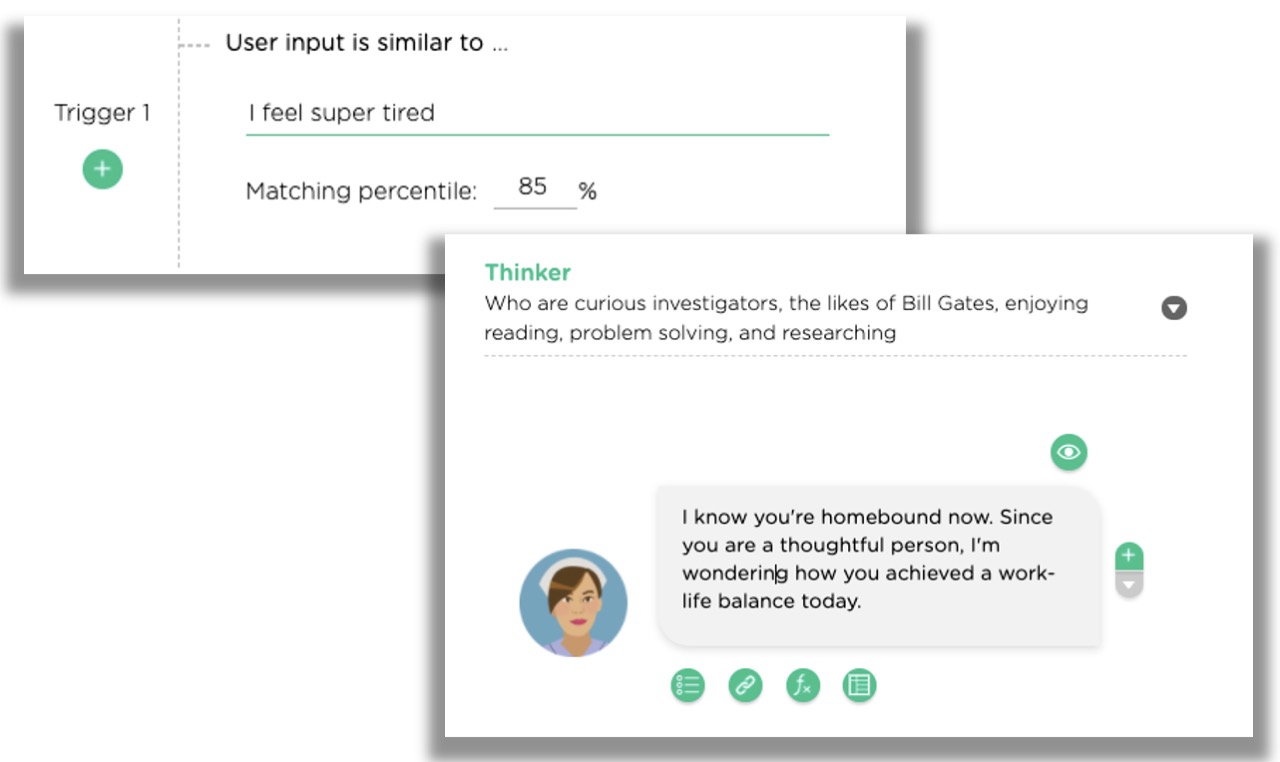 User input is similar to ...
Trigger 1
I feel super tired
Matching percentile: 85 %
Thinker
Who are curious investigators, the likes of Bill Gates, enjoying
reading, problem solving, and researching
I know you're homebound now. Since
you are a thoughtful person, I'm
wondering how you achieved a work-
life balance today.
fx